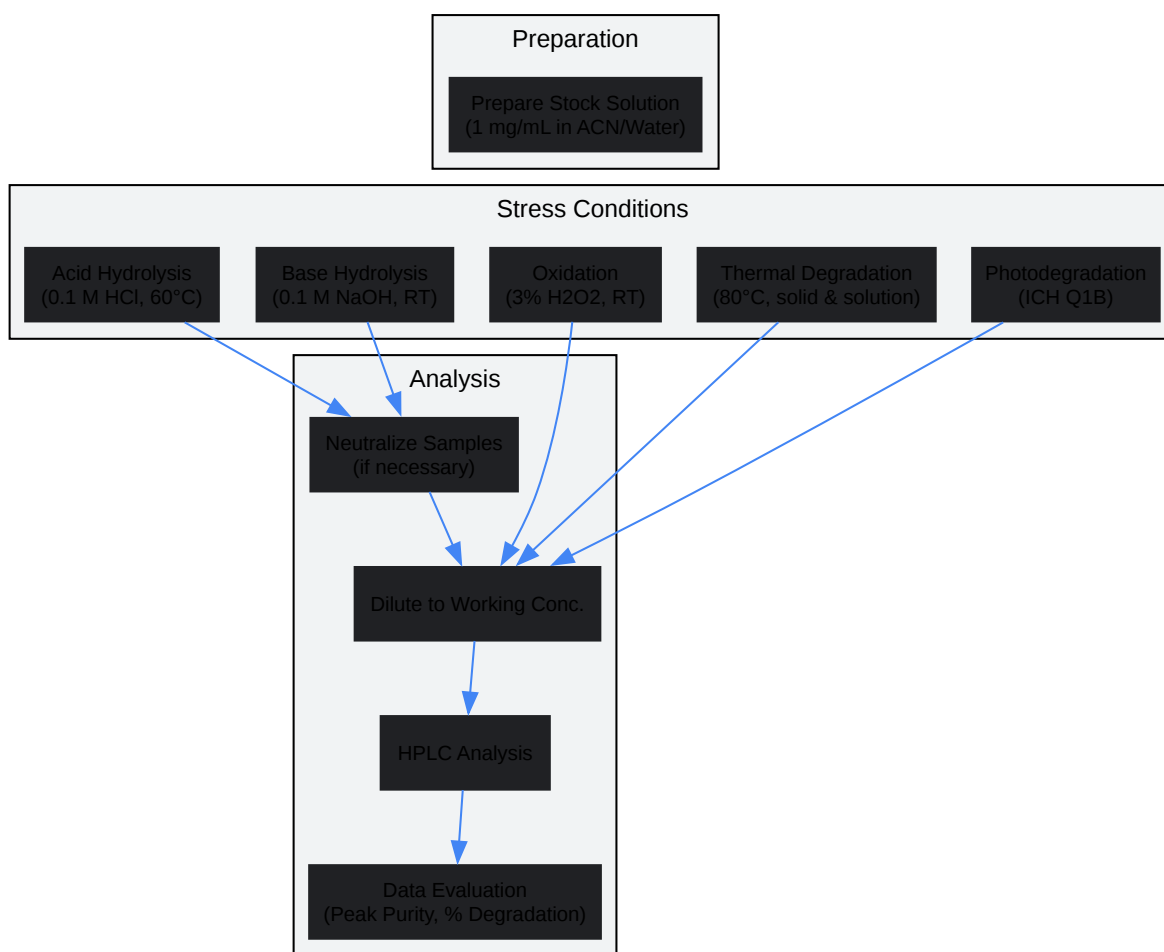 Preparation
Prepare Stock Solution
(1 mg/mL in ACN/Water)
Stress Conditions
Acid Hydrolysis
(0.1 M HCl, 60°C)
Base Hydrolysis
(0.1 M NaOH, RT)
Oxidation
(3% H2O2, RT)
Thermal Degradation
(80°C, solid & solution)
Photodegradation
(ICH Q1B)
Analysis
Neutralize Samples
(if necessary)
Dilute to Working Conc.
HPLC Analysis
Data Evaluation
(Peak Purity, % Degradation)